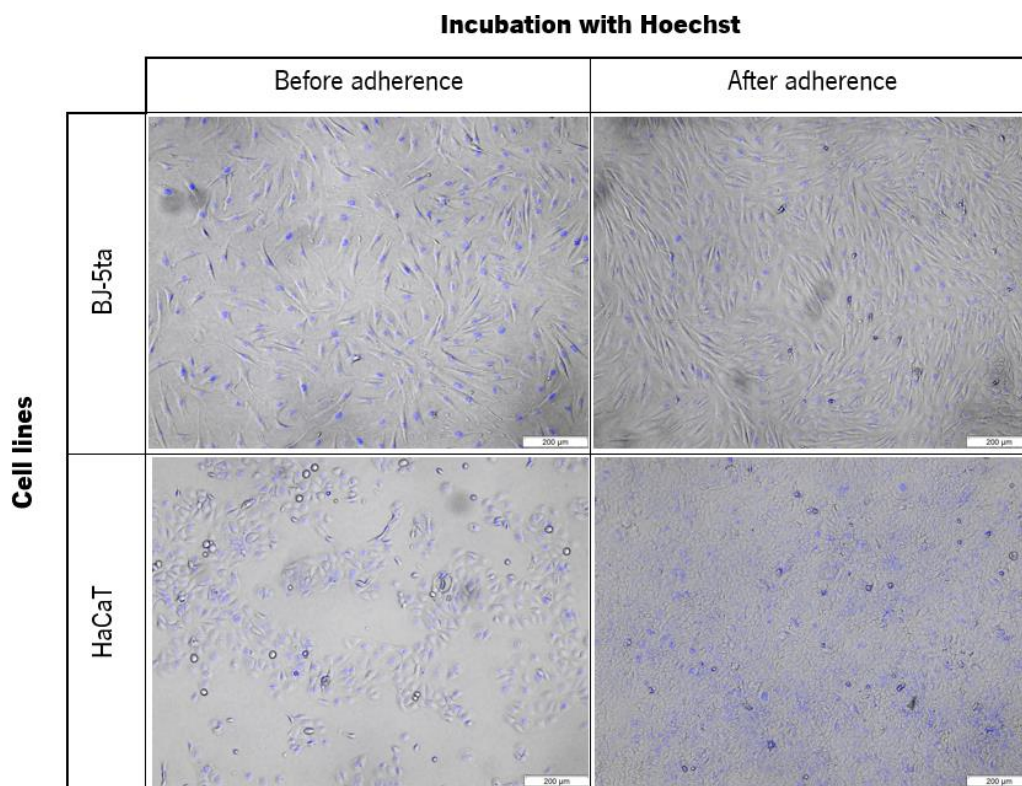 Incubation with Hoechst
Before adherence
After adherence
Cell lines
BJ-5ta
200 µm
200 µm
HaCaT
200 µm
200 µm